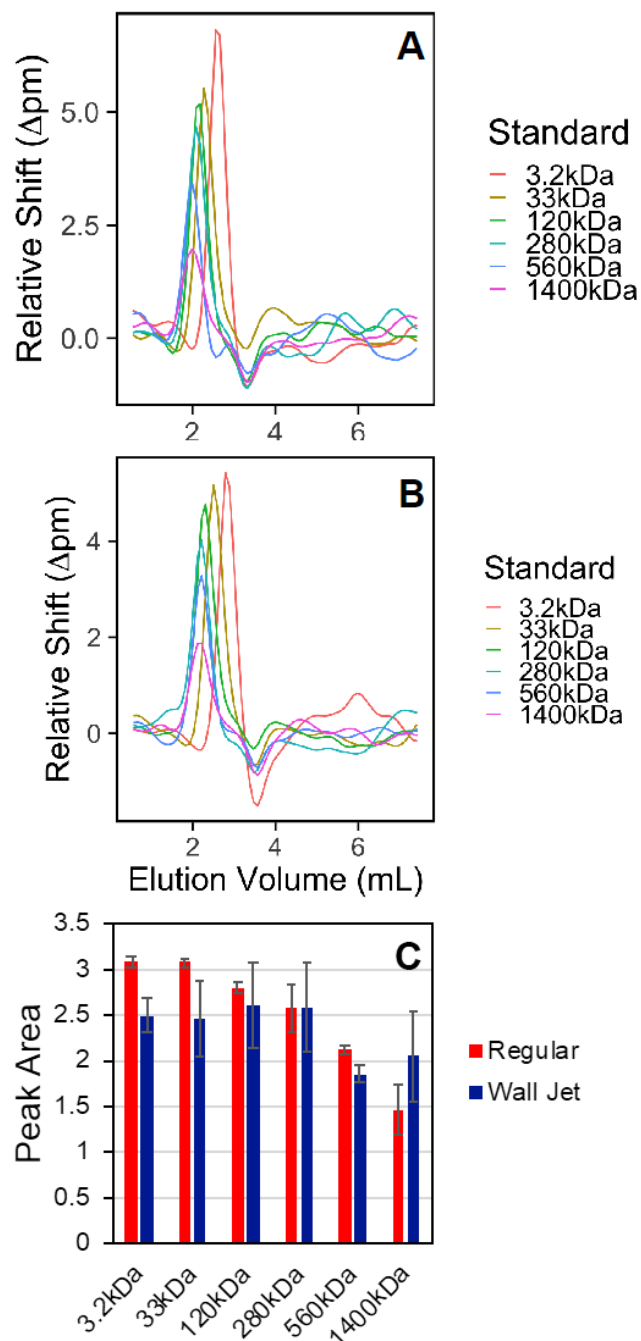 A
Relative Shift (Δpm)
5.0
2.5
0.0
2
4
6
Standard
3.2kDa
33kDa
120kDa
280kDa
560kDa
1400kDa
B
Relative Shift (Δpm)
4
2
0
2
4
6
Elution Volume (mL)
Standard
3.2kDa
33kDa
120kDa
280kDa
560kDa
1400kDa
C
Peak Area
3.5
3
2.5
2
1.5
1
0.5
0
3.2kDa
33kDa
120kDa
280kDa
560kDa
1400kDa
Regular
Wall Jet